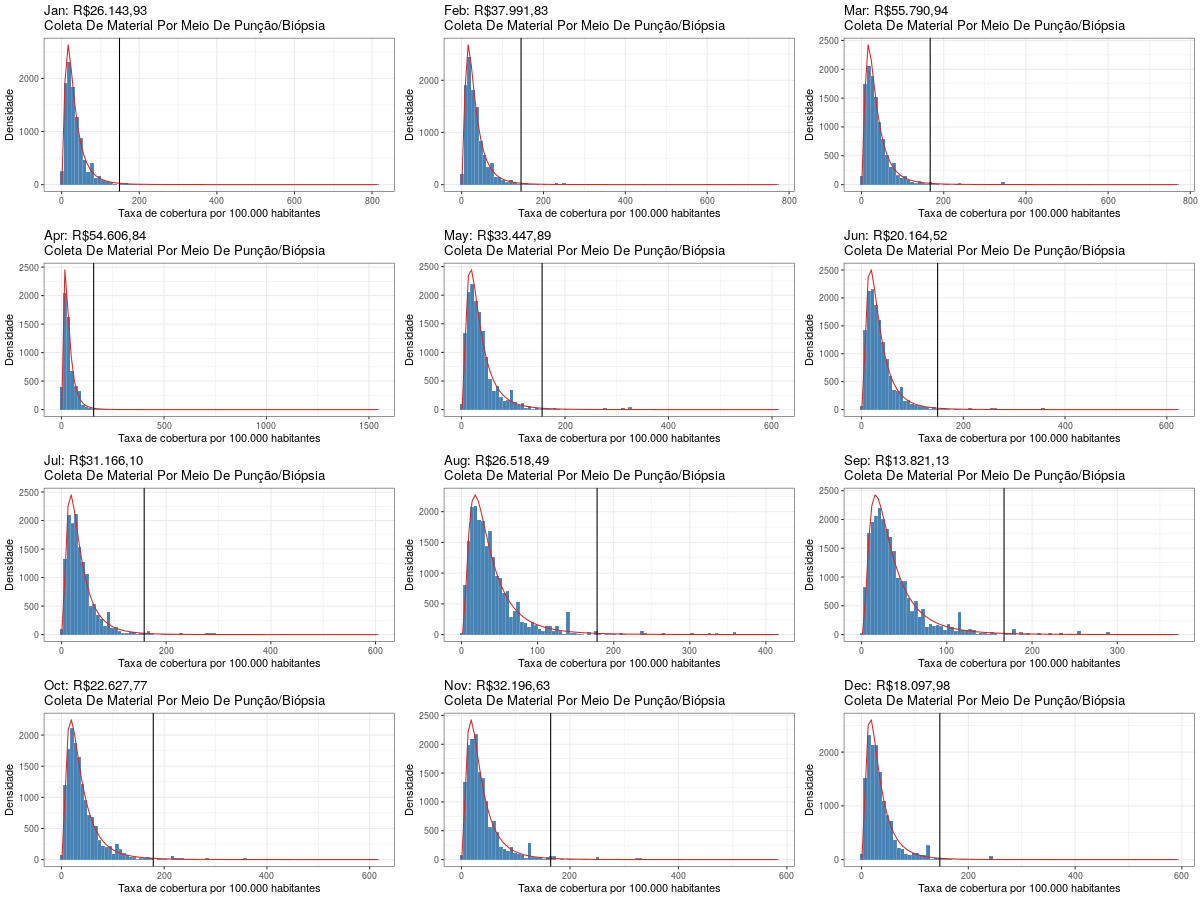 Jan: R$26.143,93
Coleta De Material Por Meio De Punção/Biópsia
Densidade
2000
1000
0
0 200 400 600 800
Taxa de cobertura por 100.000 habitantes
Feb: R$37.991,83
Coleta De Material Por Meio De Punção/Biópsia
Densidade
2000
1000
0
0 200 400 600 800
Taxa de cobertura por 100.000 habitantes
Mar: R$55.790,94
Coleta De Material Por Meio De Punção/Biópsia
Densidade
2500
2000
1500
1000
500
0
0 200 400 600 800
Taxa de cobertura por 100.000 habitantes
Apr: R$54.606,84
Coleta De Material Por Meio De Punção/Biópsia
Densidade
2500
2000
1500
1000
500
0
0 500 1000 1500
Taxa de cobertura por 100.000 habitantes
May: R$33.447,89
Coleta De Material Por Meio De Punção/Biópsia
Densidade
2500
2000
1500
1000
500
0
0 200 400 600
Taxa de cobertura por 100.000 habitantes
Jun: R$20.164,52
Coleta De Material Por Meio De Punção/Biópsia
Densidade
2500
2000
1500
1000
500
0
0 200 400 600
Taxa de cobertura por 100.000 habitantes
Jul: R$31.166,10
Coleta De Material Por Meio De Punção/Biópsia
Densidade
2500
2000
1500
1000
500
0
0 200 400 600
Taxa de cobertura por 100.000 habitantes
Aug: R$26.518,49
Coleta De Material Por Meio De Punção/Biópsia
Densidade
2000
1500
1000
500
0
0 100 200 300 400
Taxa de cobertura por 100.000 habitantes
Sep: R$13.821,13
Coleta De Material Por Meio De Punção/Biópsia
Densidade
2500
2000
1500
1000
500
0
0 100 200 300
Taxa de cobertura por 100.000 habitantes
Oct: R$22.627,77
Coleta De Material Por Meio De Punção/Biópsia
Densidade
2000
1500
1000
500
0
0 200 400 600
Taxa de cobertura por 100.000 habitantes
Nov: R$32.196,63
Coleta De Material Por Meio De Punção/Biópsia
Densidade
2500
2000
1500
1000
500
0
0 200 400 600
Taxa de cobertura por 100.000 habitantes
Dec: R$18.097,98
Coleta De Material Por Meio De Punção/Biópsia
Densidade
2000
1000
0
0 200 400 600
Taxa de cobertura por 100.000 habitantes